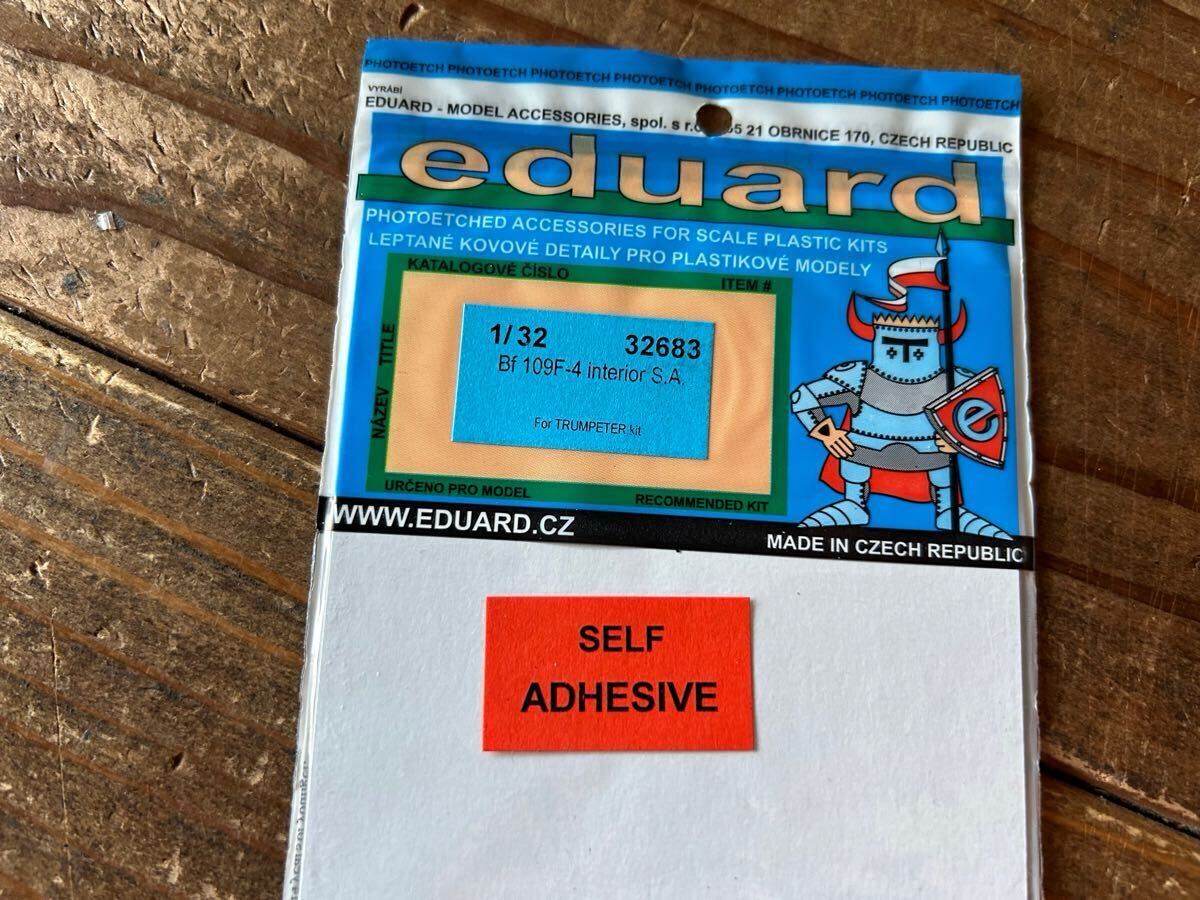 PHOTOETCH PHOTOETCH PHOTOETCH PHOTOETCH PHOTOETCH PHOTOETCH PHOTOETCH PHOTOETCH
VYRÁBÍ
EDUARD - MODEL ACCESSORIES, spol. s r. 21 OBRNICE 170, CZECH REPUBLIC
eduard
PHOTOETCHED ACCESSORIES FOR SCALE PLASTIC KITS
LEPTANÉ KOVOVÉ DETAILY PRO PLASTIKOVÉ MODELY
KATALOGOVÉ ČÍSLO ITEM #
NÁZEV TITLE
1/32 32683
Bf 109F-4 interior S.A.
For TRUMPETER kit
e
URČENO PRO MODEL RECOMMENDED KIT
WWW.EDUARD.CZ
MADE IN CZECH REPUBLIC
SELF
ADHESIVE